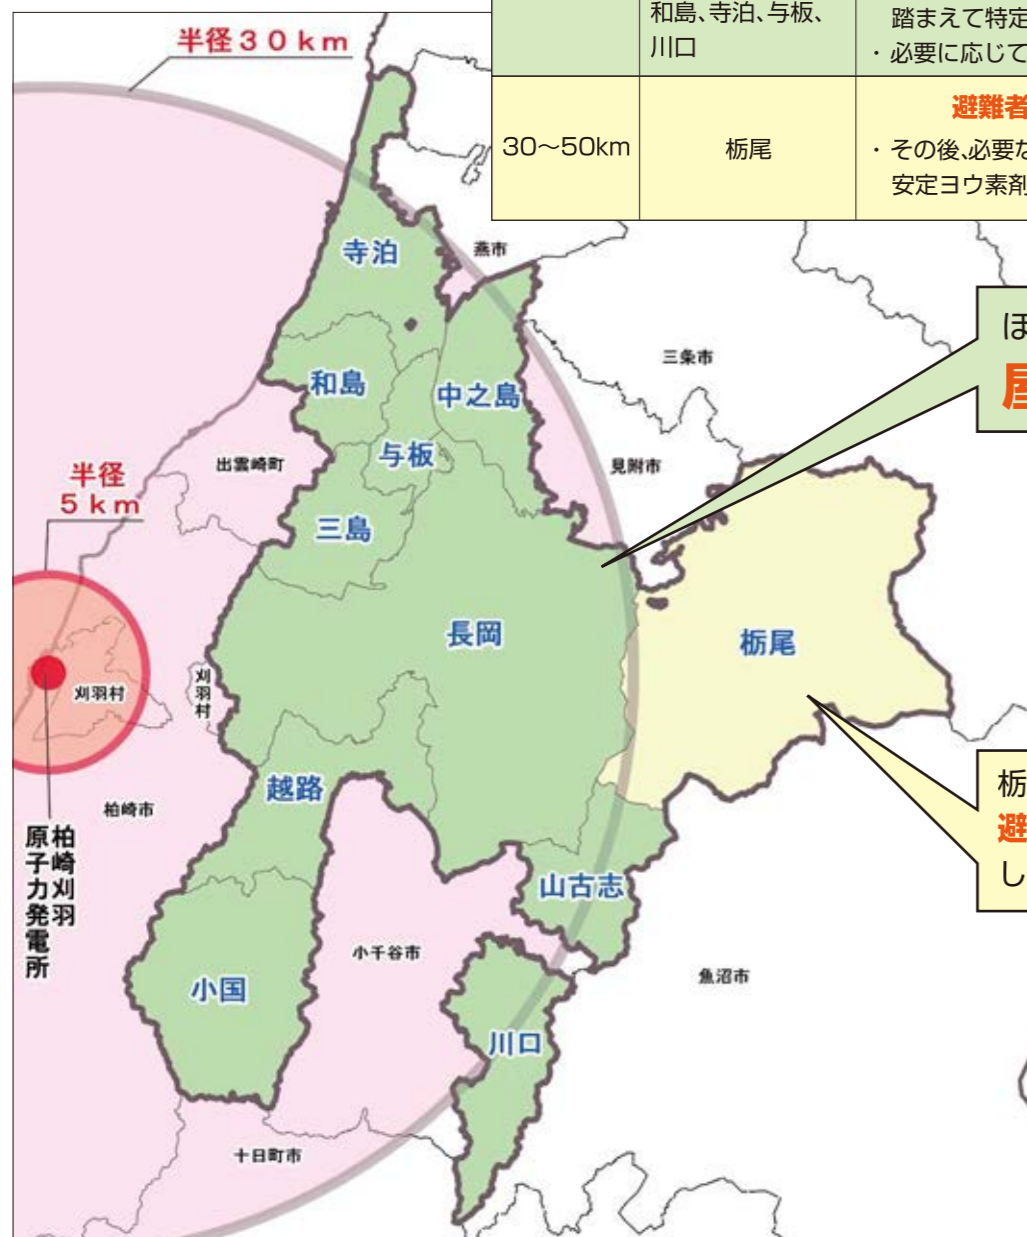 和島、寺泊、与板、
川口
踏まえて特定
・必要に応じて
30〜50km
栃尾
避難者
・その後、必要な
安定ヨウ素剤
半径30km
寺泊
燕市
ほ
屋
三条市
和島
中之島
与板
出雲崎町
見附市
半径
5km
三島
長岡
栃尾
刈羽村
刈羽村
越路
柏崎市
栃
避
し
柏崎刈羽
原子力発電所
山古志
小千谷市
魚沼市
小国
川口
十日町市